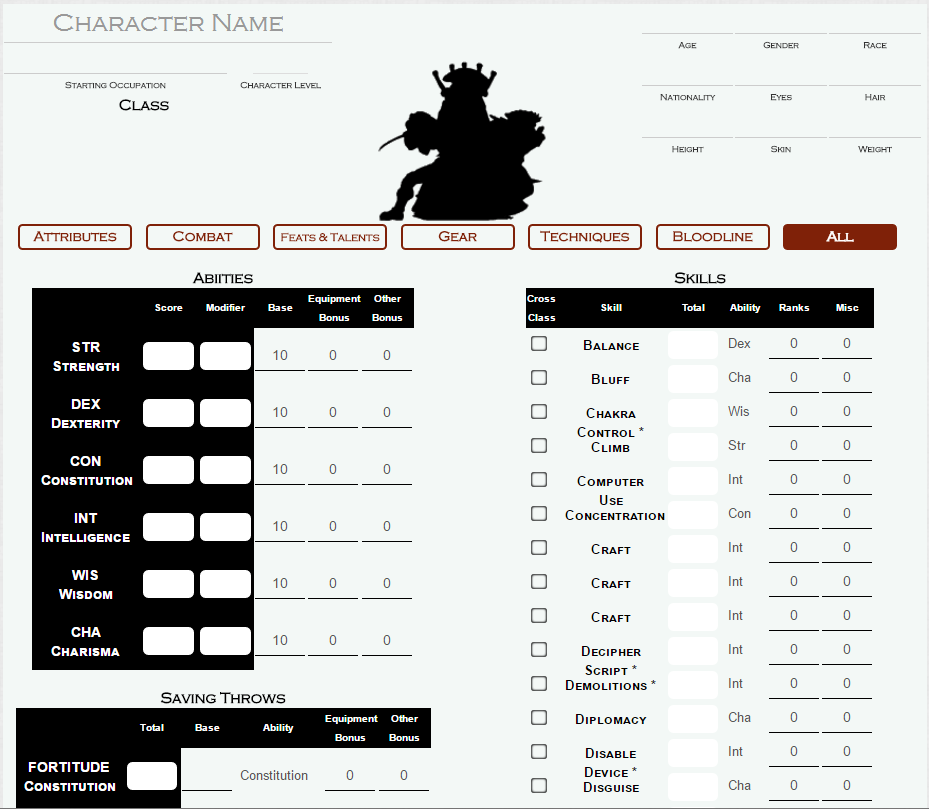 Character Name
Age Gender Race
Starting Occupation Character Level
Class
Nationality Eyes Hair
Height Skin Weight
Attributes Combat Feats & Talents Gear Techniques Bloodline All
Abiities
Score Modifier Base Equipment Bonus Other Bonus
STR
Strength 10 0 0
DEX
Dexterity 10 0 0
CON
Constitution 10 0 0
INT
Intelligence 10 0 0
WIS
Wisdom 10 0 0
CHA
Charisma 10 0 0
Saving Throws
Total Base Ability Equipment Bonus Other Bonus
FORTITUDE
Constitution Constitution 0 0
Skills
Cross Class Skill Total Ability Ranks Misc
Balance Dex 0 0
Bluff Cha 0 0
Chakra Control * Wis 0 0
Climb Str 0 0
Computer Use Int 0 0
Concentration Con 0 0
Craft Int 0 0
Craft Int 0 0
Craft Int 0 0
Decipher Script * Int 0 0
Demolitions * Int 0 0
Diplomacy Cha 0 0
Disable Device * Int 0 0
Disguise Cha 0 0